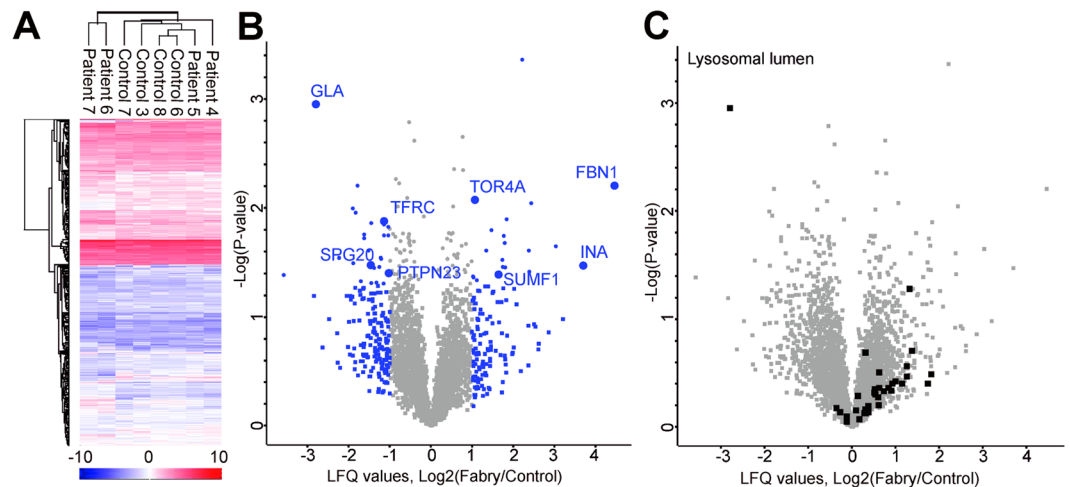 A
Patient 7
Patient 6
Control 7
Control 3
Control 8
Control 6
Patient 5
Patient 4
-10
0
10
B
GLA
FBN1
TOR4A
TFRC
SPG20
PTPN23
INA
SUMF1
-Log(P-value)
3
2
1
0
-3
-2
-1
0
1
2
3
4
LFQ values, Log2(Fabry/Control)
C
Lysosomal lumen
-Log(P-value)
3
2
1
0
-3
-2
-1
0
1
2
3
4
LFQ values, Log2(Fabry/Control)